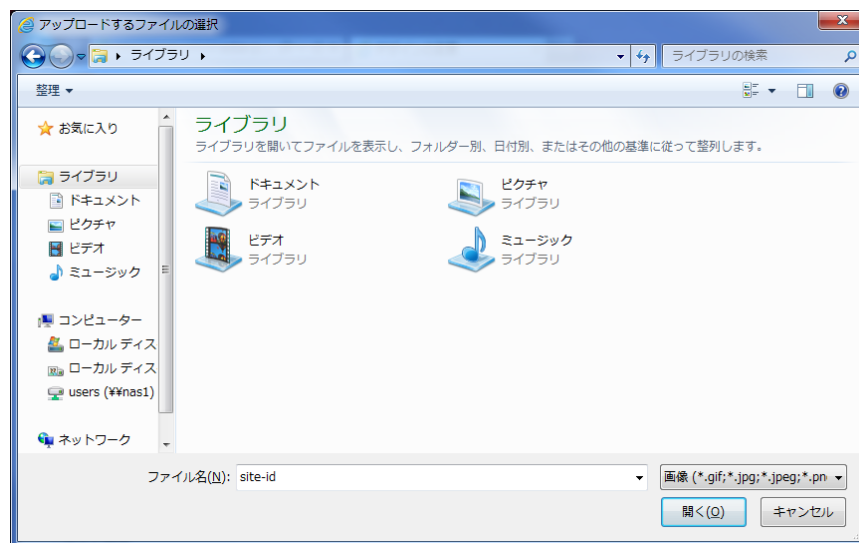 アップロードするファイルの選択
ライブラリ
ライブラリの検索
整理
お気に入り
ライブラリ
ドキュメント
ピクチャ
ビデオ
ミュージック
コンピューター
ローカル ディス
ローカル ディス
users (¥¥nas1)
ネットワーク
ライブラリ
ライブラリを開いてファイルを表示し、フォルダー別、日付別、またはその他の基準に従って整列します。
ドキュメント
ライブラリ
ピクチャ
ライブラリ
ビデオ
ライブラリ
ミュージック
ライブラリ
ファイル名(N): site-id
画像 (*.gif;*.jpg;*.jpeg;*.pn
開く(O)
キャンセル